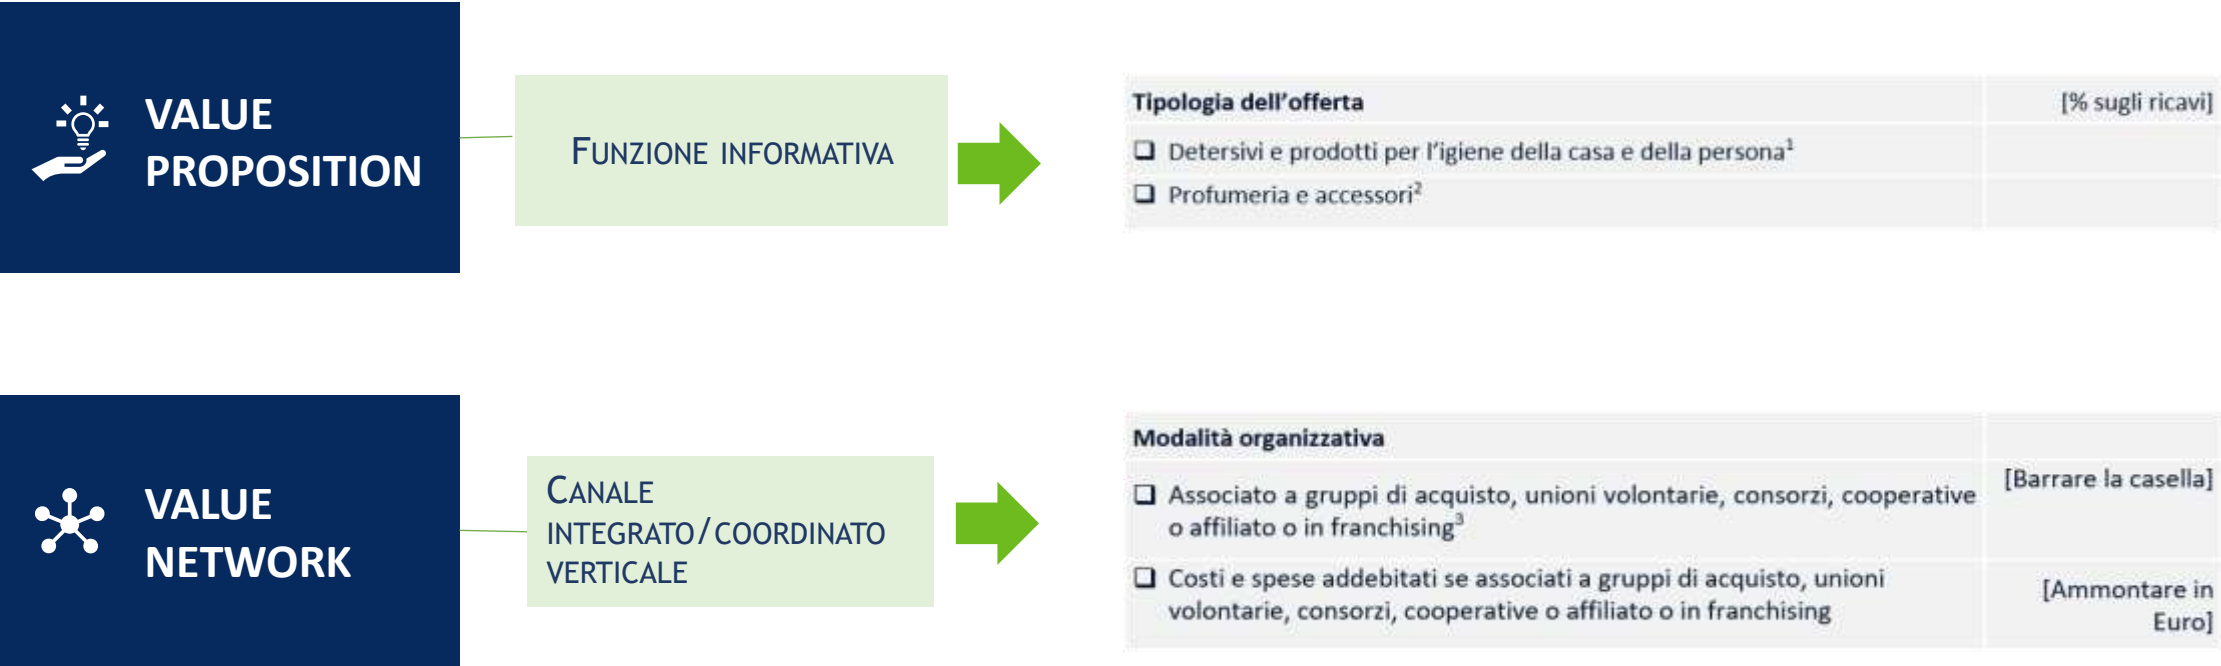 VALUE
PROPOSITION
FUNZIONE INFORMATIVA
Tipologia dell'offerta [% sugli ricavi]
❑ Detersivi e prodotti per l'igiene della casa e della persona¹
❑ Profumeria e accessori²
VALUE
NETWORK
CANALE
INTEGRATO/COORDINATO
VERTICALE
Modalità organizzativa
❑ Associato a gruppi di acquisto, unioni volontarie, consorzi, cooperative
o affiliato o in franchising³
[Barrare la casella]
❑ Costi e spese addebitati se associati a gruppi di acquisto, unioni
volontarie, consorzi, cooperative o affiliato o in franchising
[Ammontare in
Euro]